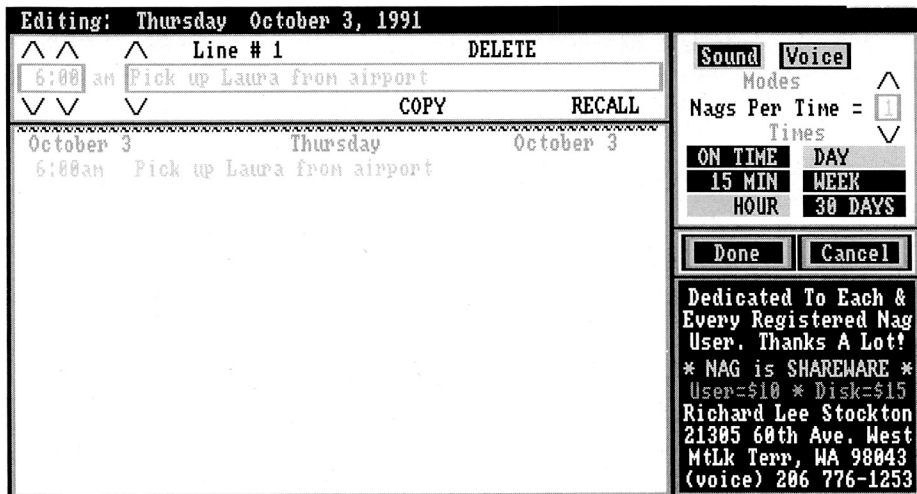 Editing: Thursday October 3, 1991
Line # 1 DELETE
6:00 am Pick up Laura from airport
COPY RECALL
October 3 Thursday October 3
6:00am Pick up Laura from airport
Sound Voice
Modes
Nags Per Time = 1
Times
ON TIME DAY
15 MIN WEEK
HOUR 30 DAYS
Done Cancel
Dedicated To Each &
Every Registered Nag
User. Thanks A Lot!
* NAG is SHAREWARE *
User=$10 * Disk=$15
Richard Lee Stockton
21305 60th Ave. West
MtLk Terr, WA 98043
(voice) 206 776-1253